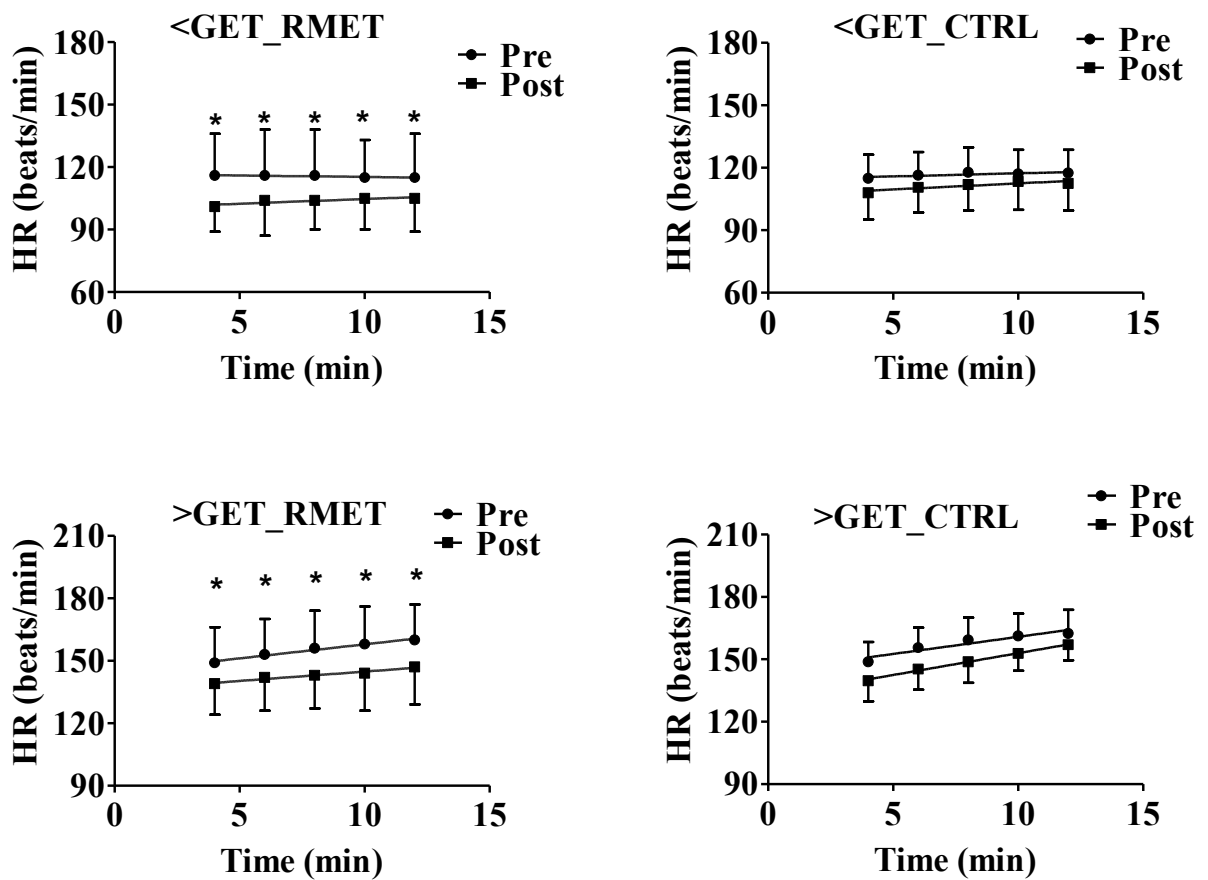 <GET_RMET
Pre
Post
180
150
120
90
60
HR (beats/min)
* * * * *
0 5 10 15
Time (min)
<GET_CTRL
Pre
Post
180
150
120
90
60
HR (beats/min)
0 5 10 15
Time (min)
>GET_RMET
Pre
Post
210
180
150
120
90
HR (beats/min)
* * * * *
0 5 10 15
Time (min)
>GET_CTRL
Pre
Post
210
180
150
120
90
HR (beats/min)
0 5 10 15
Time (min)